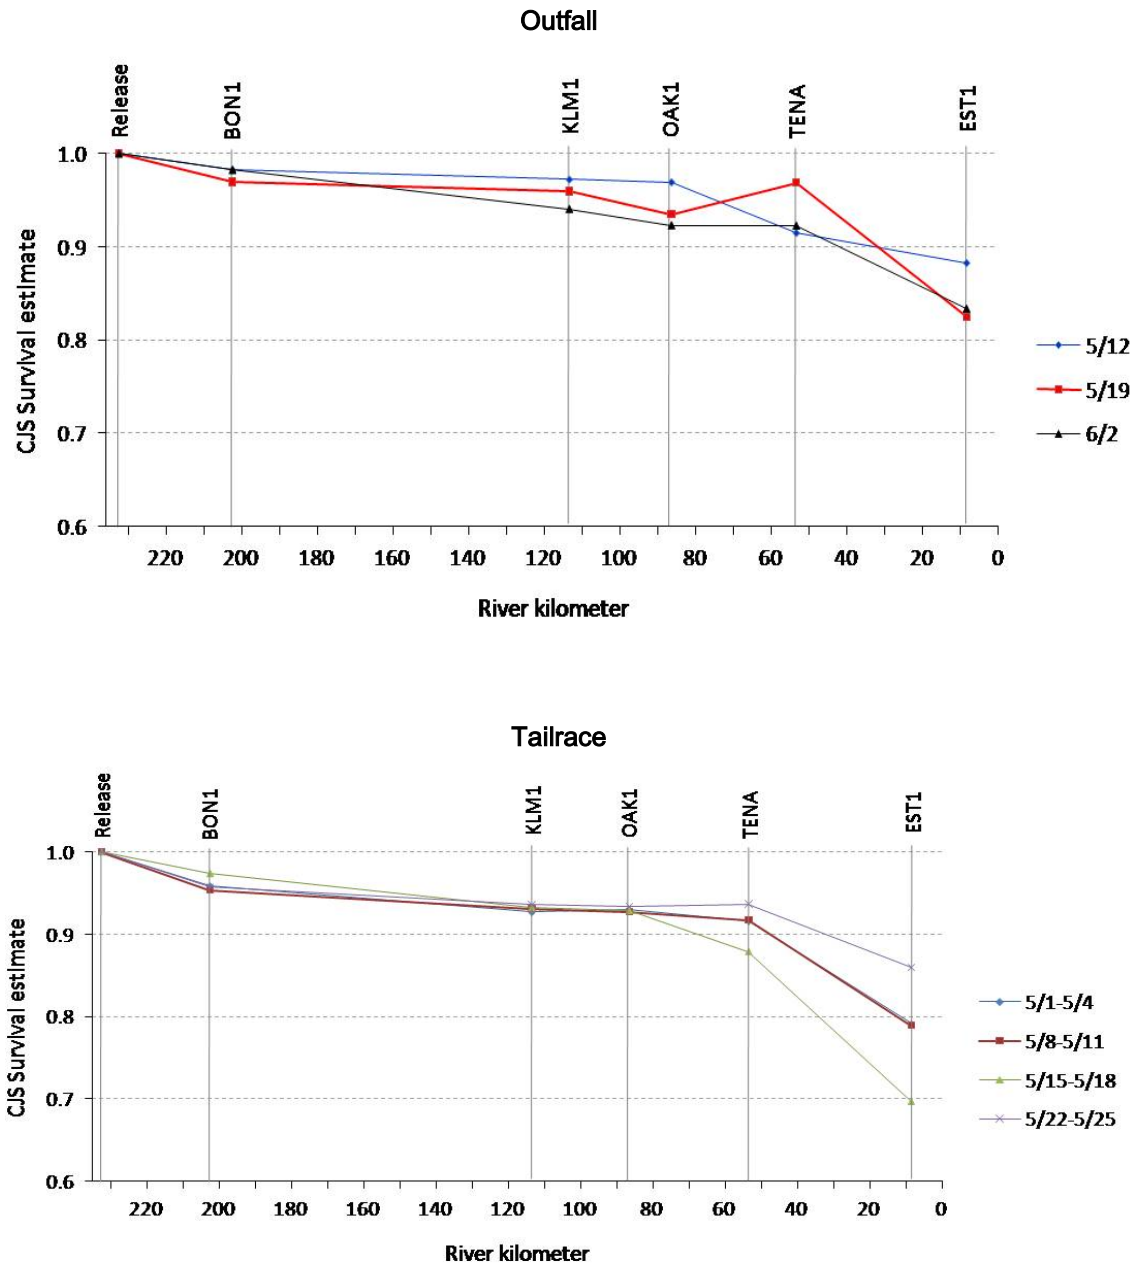 Outfall
Release
BON1
KLM1
OAK1
TENA
EST1
1.0
0.9
0.8
0.7
0.6
CJS Survival estimate
220 200 180 160 140 120 100 80 60 40 20 0
River kilometer
5/12
5/19
6/2
Tailrace
Release
BON1
KLM1
OAK1
TENA
EST1
1.0
0.9
0.8
0.7
0.6
CJS Survival estimate
220 200 180 160 140 120 100 80 60 40 20 0
River kilometer
5/1-5/4
5/8-5/11
5/15-5/18
5/22-5/25